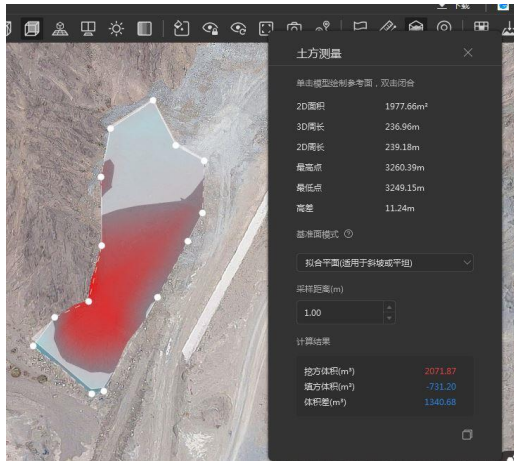 下载
土方测量
单击模型绘制参考面，双击闭合
2D面积 1977.66m²
3D周长 236.96m
2D周长 239.18m
最高点 3260.39m
最低点 3249.15m
高差 11.24m
基准面模式
拟合平面(适用于斜坡或平坦)
采样距离(m)
1.00
计算结果
挖方体积(m³) 2071.87
填方体积(m³) -731.20
体积差(m³) 1340.68